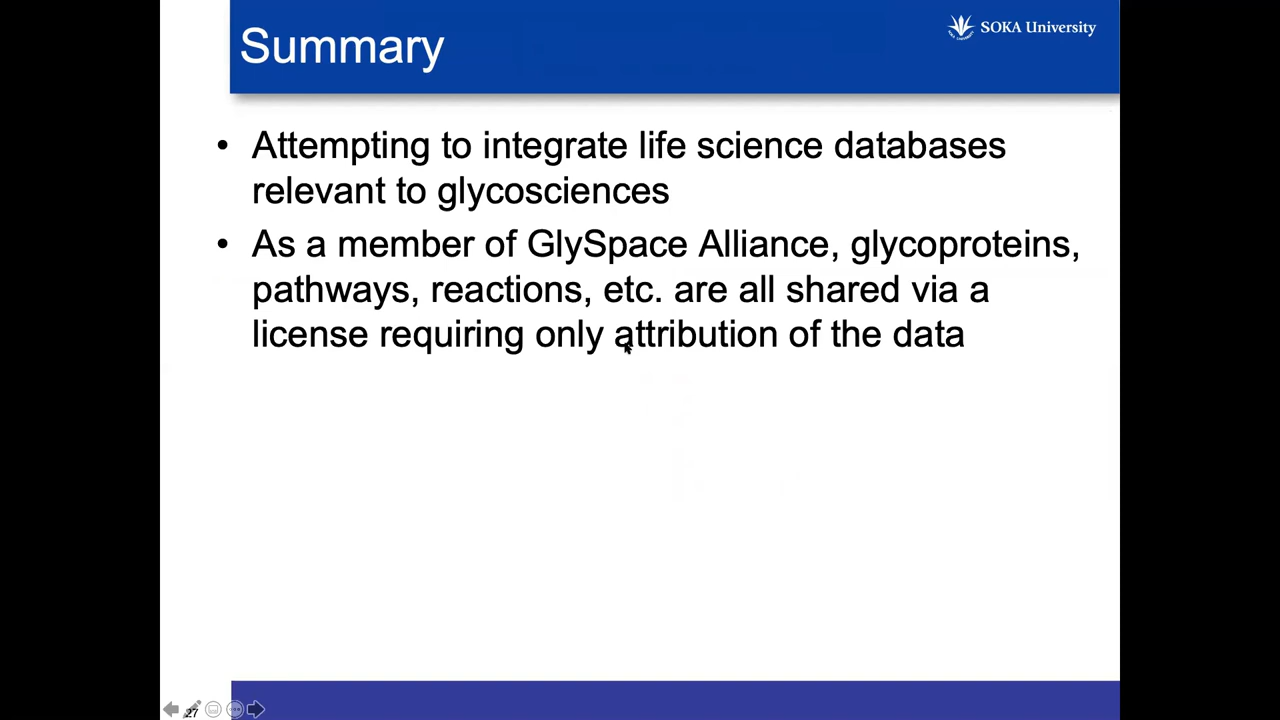 Summary
SOKA University
• Attempting to integrate life science databases
relevant to glycosciences
• As a member of GlySpace Alliance, glycoproteins,
pathways, reactions, etc. are all shared via a
license requiring only attribution of the data
27